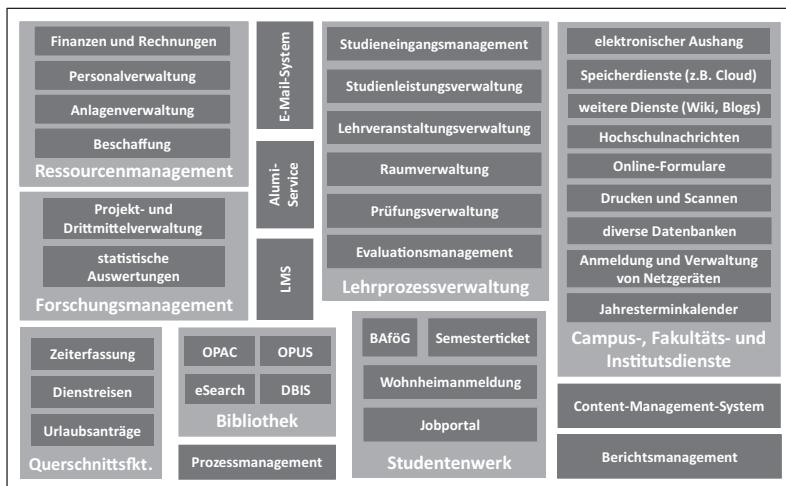 Finanzen und Rechnungen
Personalverwaltung
Anlagenverwaltung
Beschaffung
Ressourcenmanagement
Projekt- und
Drittmittelverwaltung
statistische
Auswertungen
Forschungsmanagement
E-Mail-System
Alumi-
Service
LMS
Studieneingangsmanagement
Studienleistungsverwaltung
Lehrveranstaltungsverwaltung
Raumverwaltung
Prüfungsverwaltung
Evaluationsmanagement
Lehrprozessverwaltung
elektronischer Aushang
Speicherdienste (z.B. Cloud)
weitere Dienste (Wiki, Blogs)
Hochschulnachrichten
Online-Formulare
Drucken und Scannen
diverse Datenbanken
Anmeldung und Verwaltung
von Netzgeräten
Jahresterminkalender
Campus-, Fakultäts- und
Institutsdienste
Zeiterfassung
Dienstreisen
Urlaubsanträge
Querschnittsfkt.
OPAC
OPUS
eSearch
DBIS
Bibliothek
Prozessmanagement
BAföG
Semesterticket
Wohnheimanmeldung
Jobportal
Studentenwerk
Content-Management-System
Berichtsmanagement